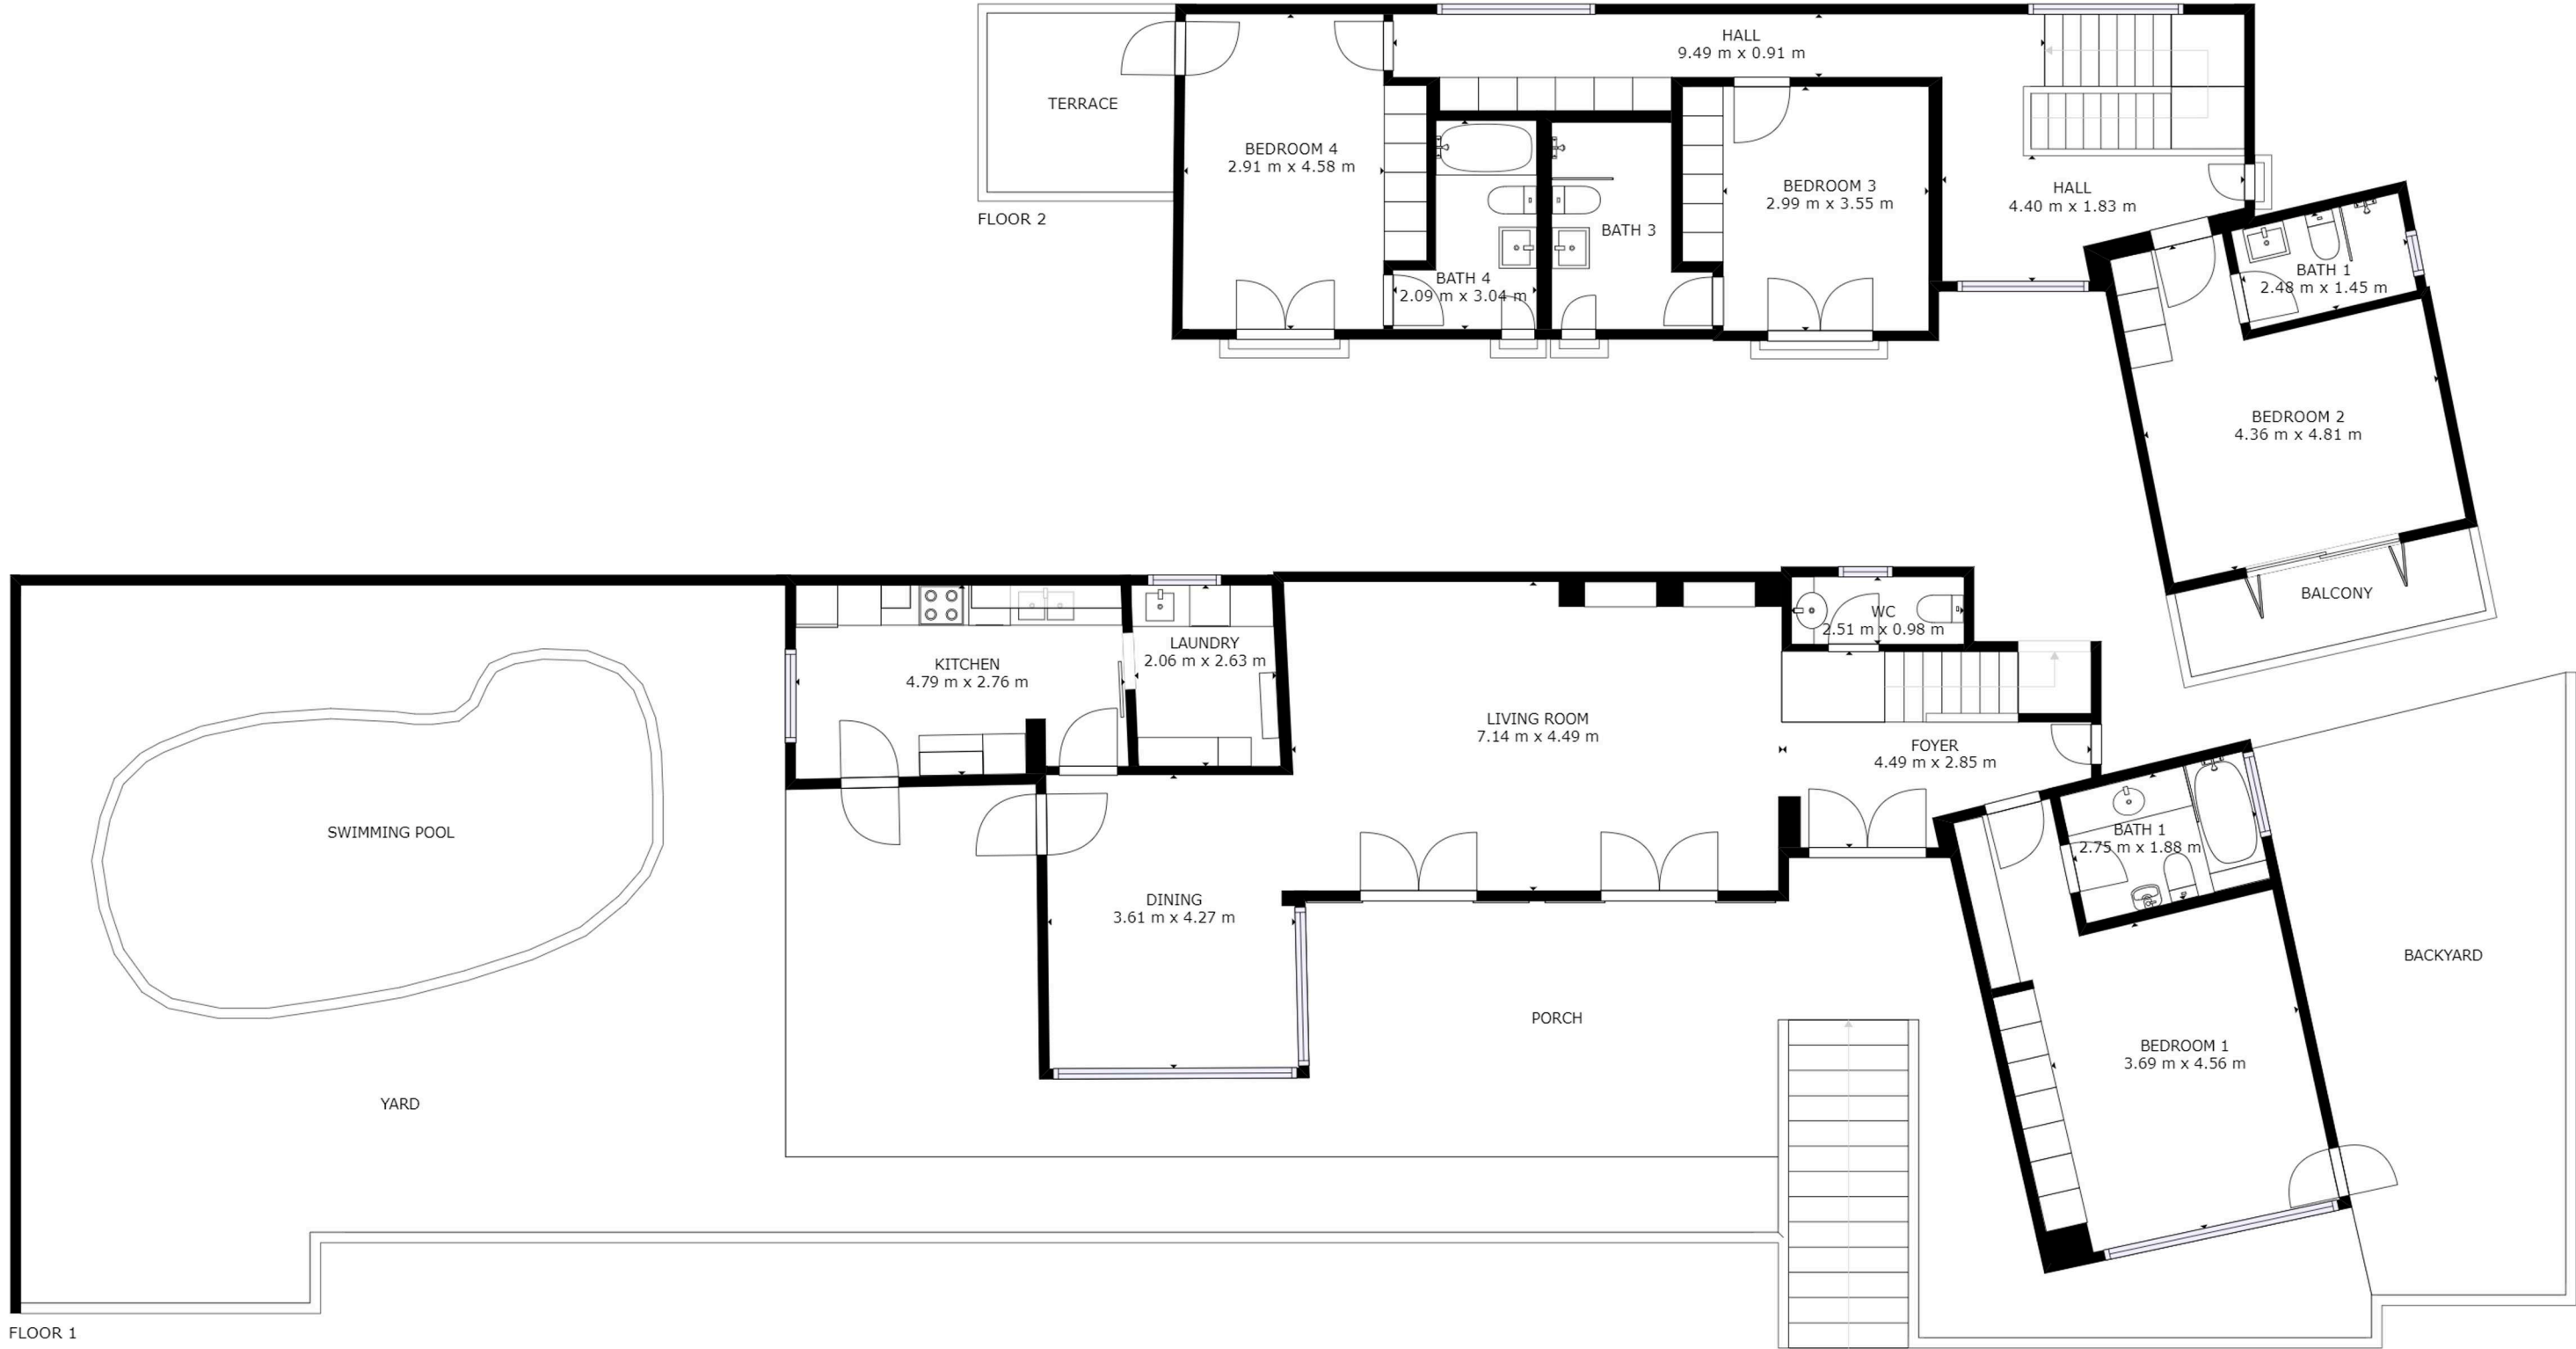 HALL
9.49 m x 0.91 m
TERRACE
BEDROOM 4
2.91 m x 4.58 m
BEDROOM 3
2.99 m x 3.55 m
HALL
4.40 m x 1.83 m
FLOOR 2
BATH 3
BATH 4
2.09 m x 3.04 m
BATH 1
2.48 m x 1.45 m
BEDROOM 2
4.36 m x 4.81 m
BALCONY
WC
2.51 m x 0.98 m
LAUNDRY
2.06 m x 2.63 m
KITCHEN
4.79 m x 2.76 m
LIVING ROOM
7.14 m x 4.49 m
FOYER
4.49 m x 2.85 m
SWIMMING POOL
BATH 1
2.75 m x 1.88 m
DINING
3.61 m x 4.27 m
BACKYARD
PORCH
BEDROOM 1
3.69 m x 4.56 m
YARD
FLOOR 1